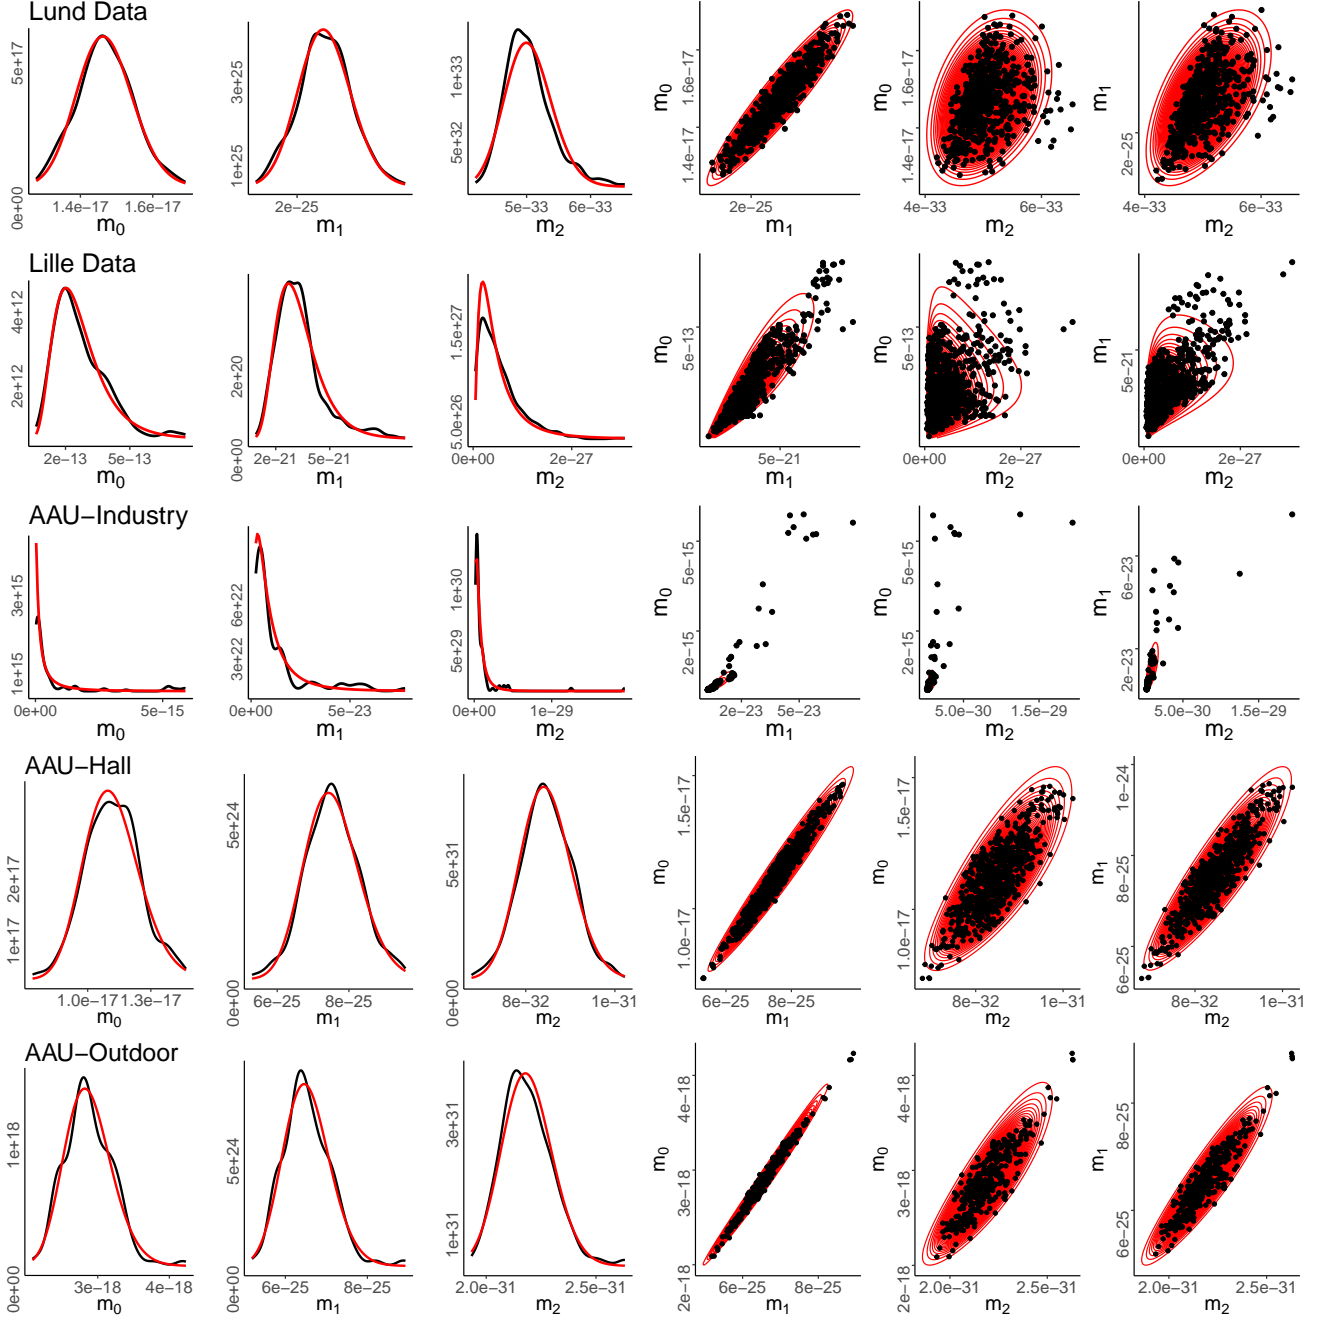 Lund Data
5e+17
0e+00
1.4e−17 1.6e−17
m0
3e+25
1e+25
2e−25
m1
1e+33
5e+32
5e−33 6e−33
m2
m0
1.6e−17
1.4e−17
2e−25
m1
m0
1.6e−17
1.4e−17
4e−33 6e−33
m2
m1
2e−25
4e−33 6e−33
m2
Lille Data
4e+12
2e+12
2e−13 5e−13
m0
2e+20
0e+00
2e−21 5e−21
m1
1.5e+27
5.0e+26
0e+00 2e−27
m2
m0
5e−13
5e−21
m1
m0
5e−13
0e+00 2e−27
m2
m1
5e−21
0e+00 2e−27
m2
AAU−Industry
3e+15
1e+15
0e+00 5e−15
m0
6e+22
3e+22
0e+00 5e−23
m1
1e+30
5e+29
0e+00 1e−29
m2
m0
5e−15
2e−15
2e−23 5e−23
m1
m0
5e−15
2e−15
5.0e−30 1.5e−29
m2
m1
6e−23
2e−23
5.0e−30 1.5e−29
m2
AAU−Hall
2e+17
1e+17
1.0e−17 1.3e−17
m0
5e+24
0e+00
6e−25 8e−25
m1
5e+31
0e+00
8e−32 1e−31
m2
m0
1.5e−17
1.0e−17
6e−25 8e−25
m1
m0
1.5e−17
1.0e−17
8e−32 1e−31
m2
m1
1e−24
8e−25
6e−25
8e−32 1e−31
m2
AAU−Outdoor
1e+18
0e+00
3e−18 4e−18
m0
5e+24
0e+00
6e−25 8e−25
m1
3e+31
1e+31
2.0e−31 2.5e−31
m2
m0
4e−18
3e−18
2e−18
6e−25 8e−25
m1
m0
4e−18
3e−18
2e−18
2.0e−31 2.5e−31
m2
m1
8e−25
6e−25
2.0e−31 2.5e−31
m2